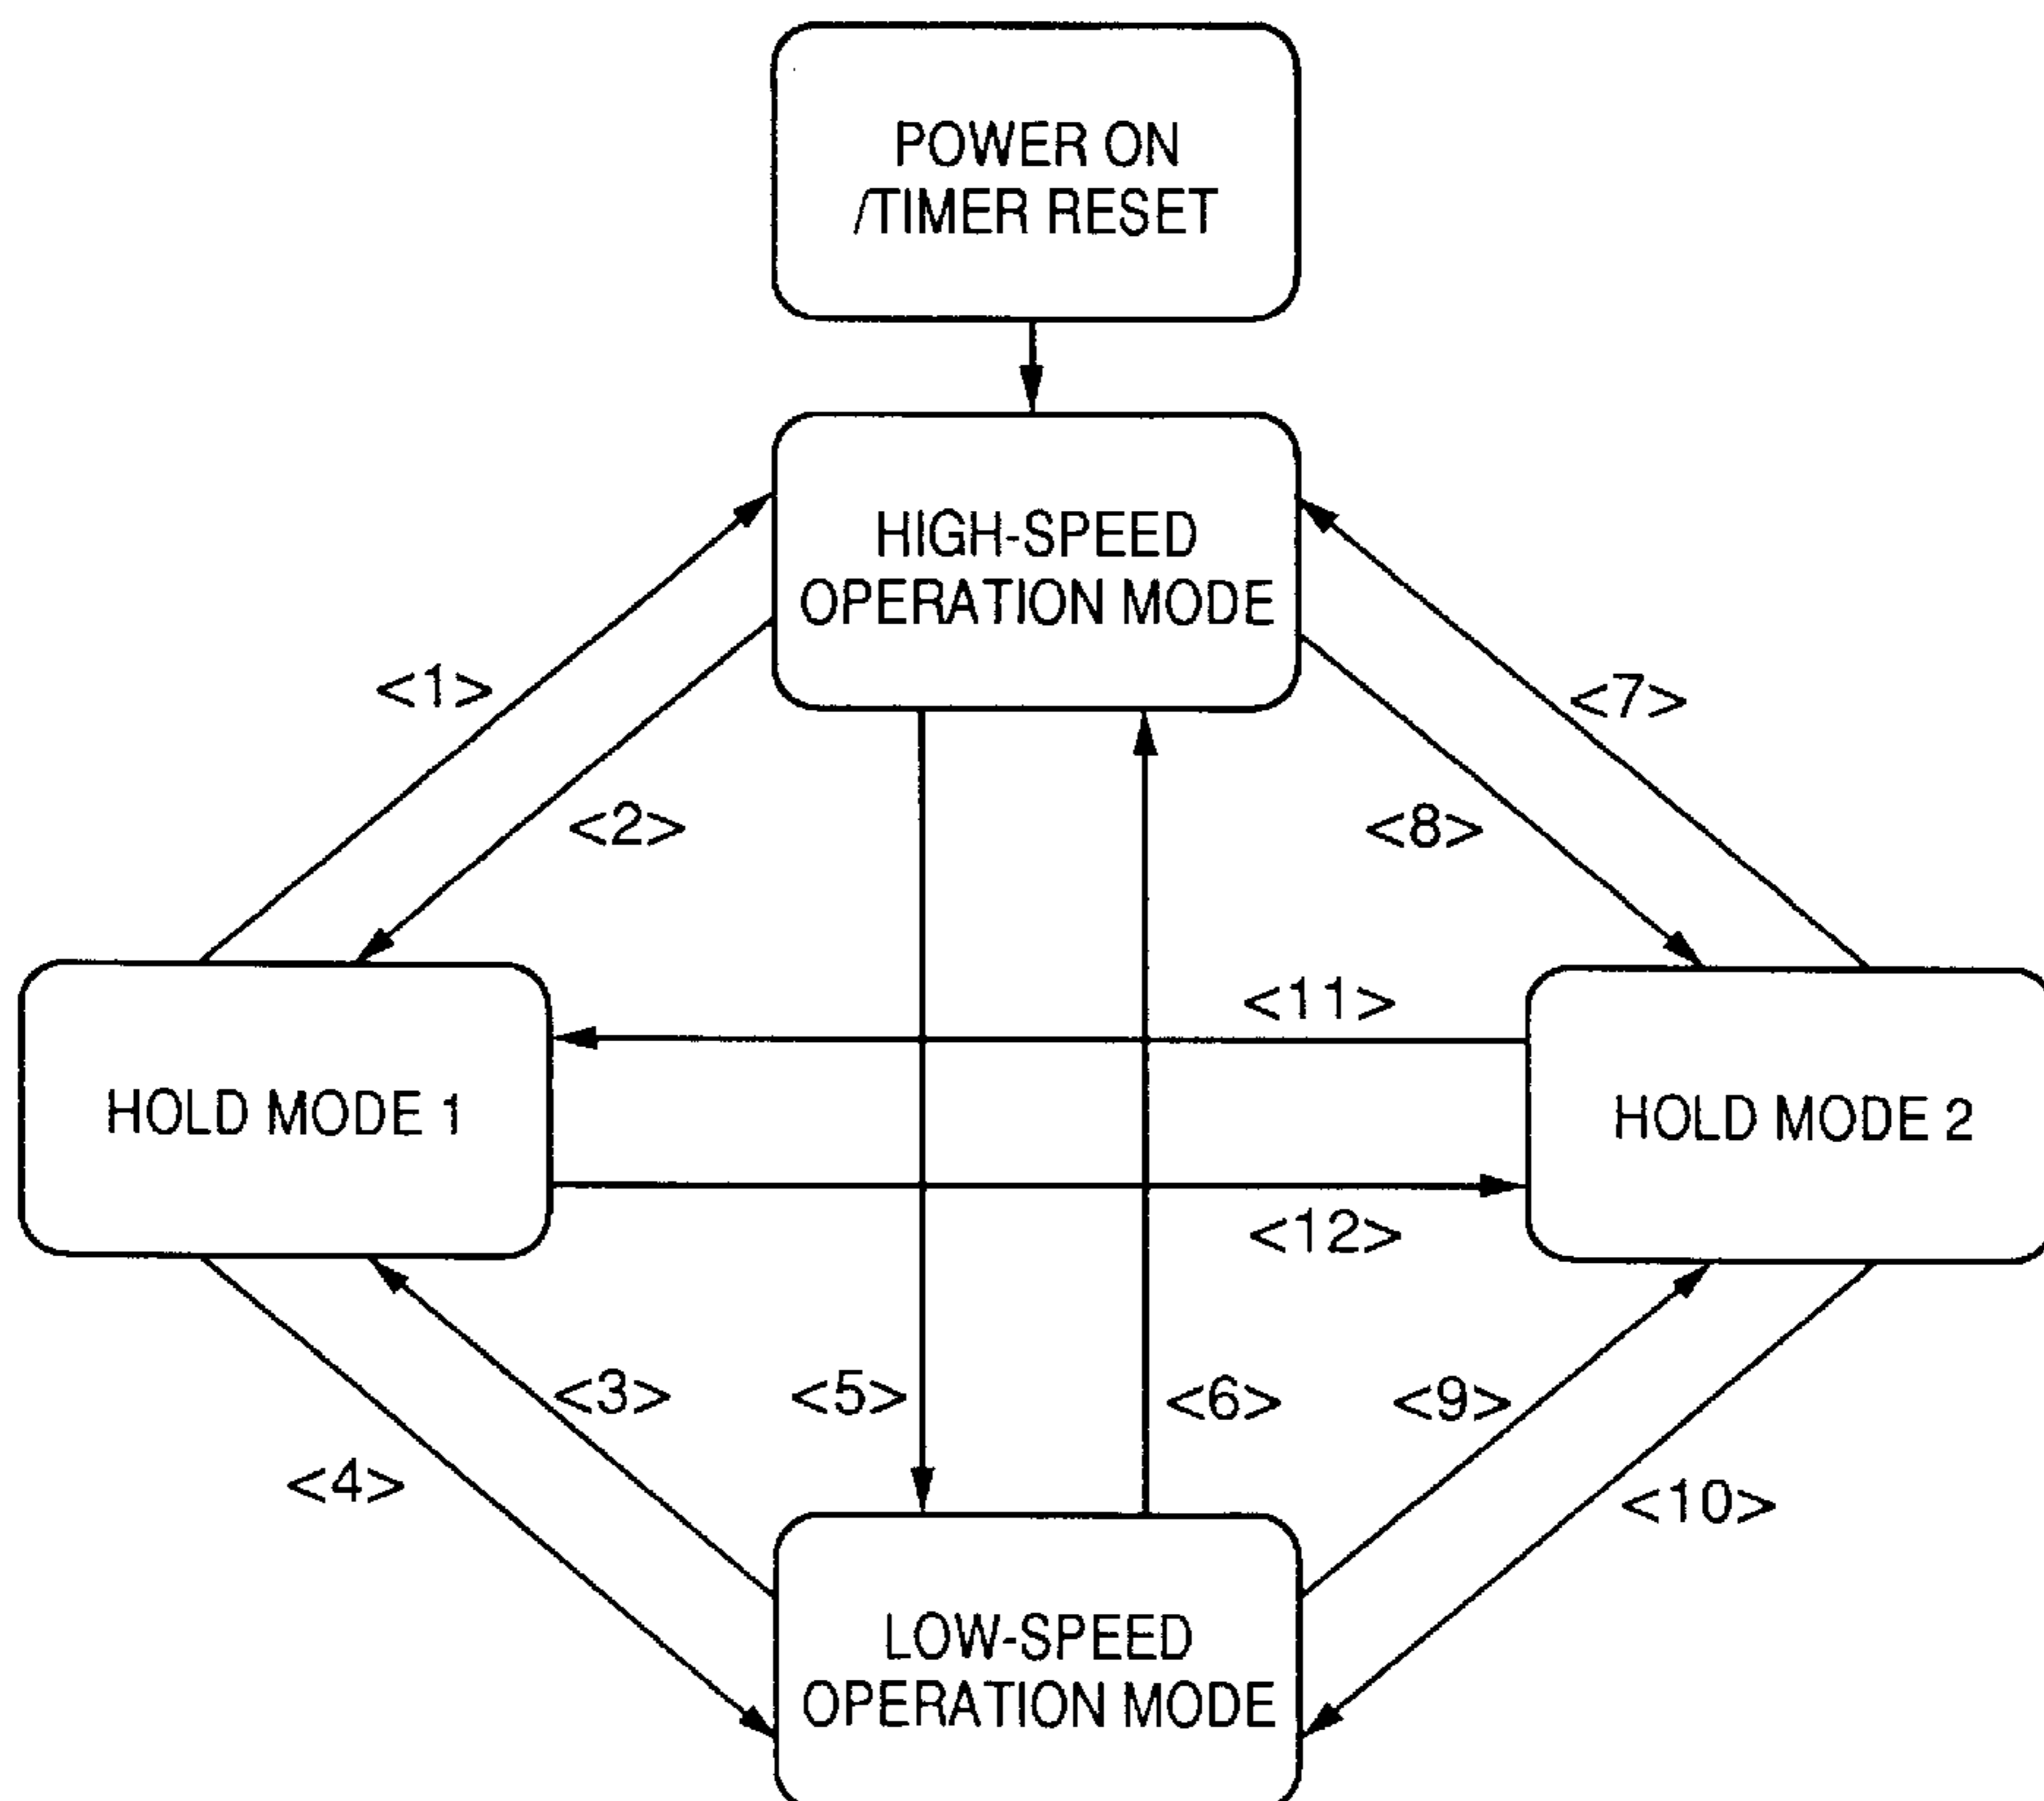 POWER ON
/TIMER RESET
HIGH-SPEED
OPERATION MODE
<1>
<7>
<2>
<8>
<11>
HOLD MODE 1
HOLD MODE 2
<12>
<3>
<5>
<6>
<9>
<4>
<10>
LOW-SPEED
OPERATION MODE